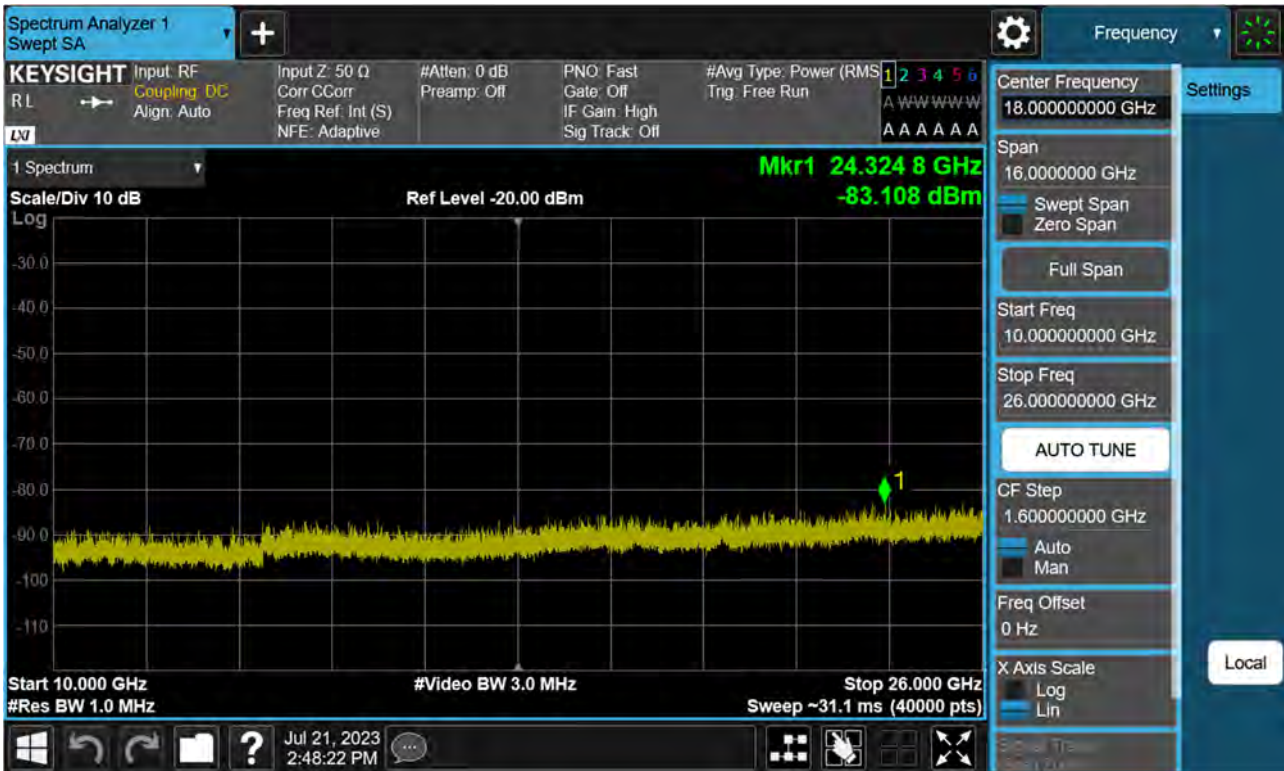 Spectrum Analyzer 1
Swept SA
+
Frequency
KEYSIGHT
RL
LXI
Input: RF
Coupling: DC
Align: Auto
Input Z: 50 Ω
Corr CCorr
Freq Ref: Int (S)
NFE: Adaptive
#Atten: 0 dB
Preamp: Off
PNO: Fast
Gate: Off
IF Gain: High
Sig Track: Off
#Avg Type: Power (RMS
Trig: Free Run
1 2 3 4 5 6
A W W W W W
A A A A A A
1 Spectrum
Scale/Div 10 dB
Ref Level -20.00 dBm
Mkr1 24.324 8 GHz
-83.108 dBm
Log
-30.0
-40.0
-50.0
-60.0
-70.0
-80.0
-90.0
-100
-110
1
Start 10.000 GHz
#Res BW 1.0 MHz
#Video BW 3.0 MHz
Stop 26.000 GHz
Sweep ~31.1 ms (40000 pts)
Center Frequency
18.000000000 GHz
Span
16.0000000 GHz
Swept Span
Zero Span
Full Span
Start Freq
10.000000000 GHz
Stop Freq
26.000000000 GHz
AUTO TUNE
CF Step
1.600000000 GHz
Auto
Man
Freq Offset
0 Hz
X Axis Scale
Log
Lin
Settings
Local
?
Jul 21, 2023
2:48:22 PM